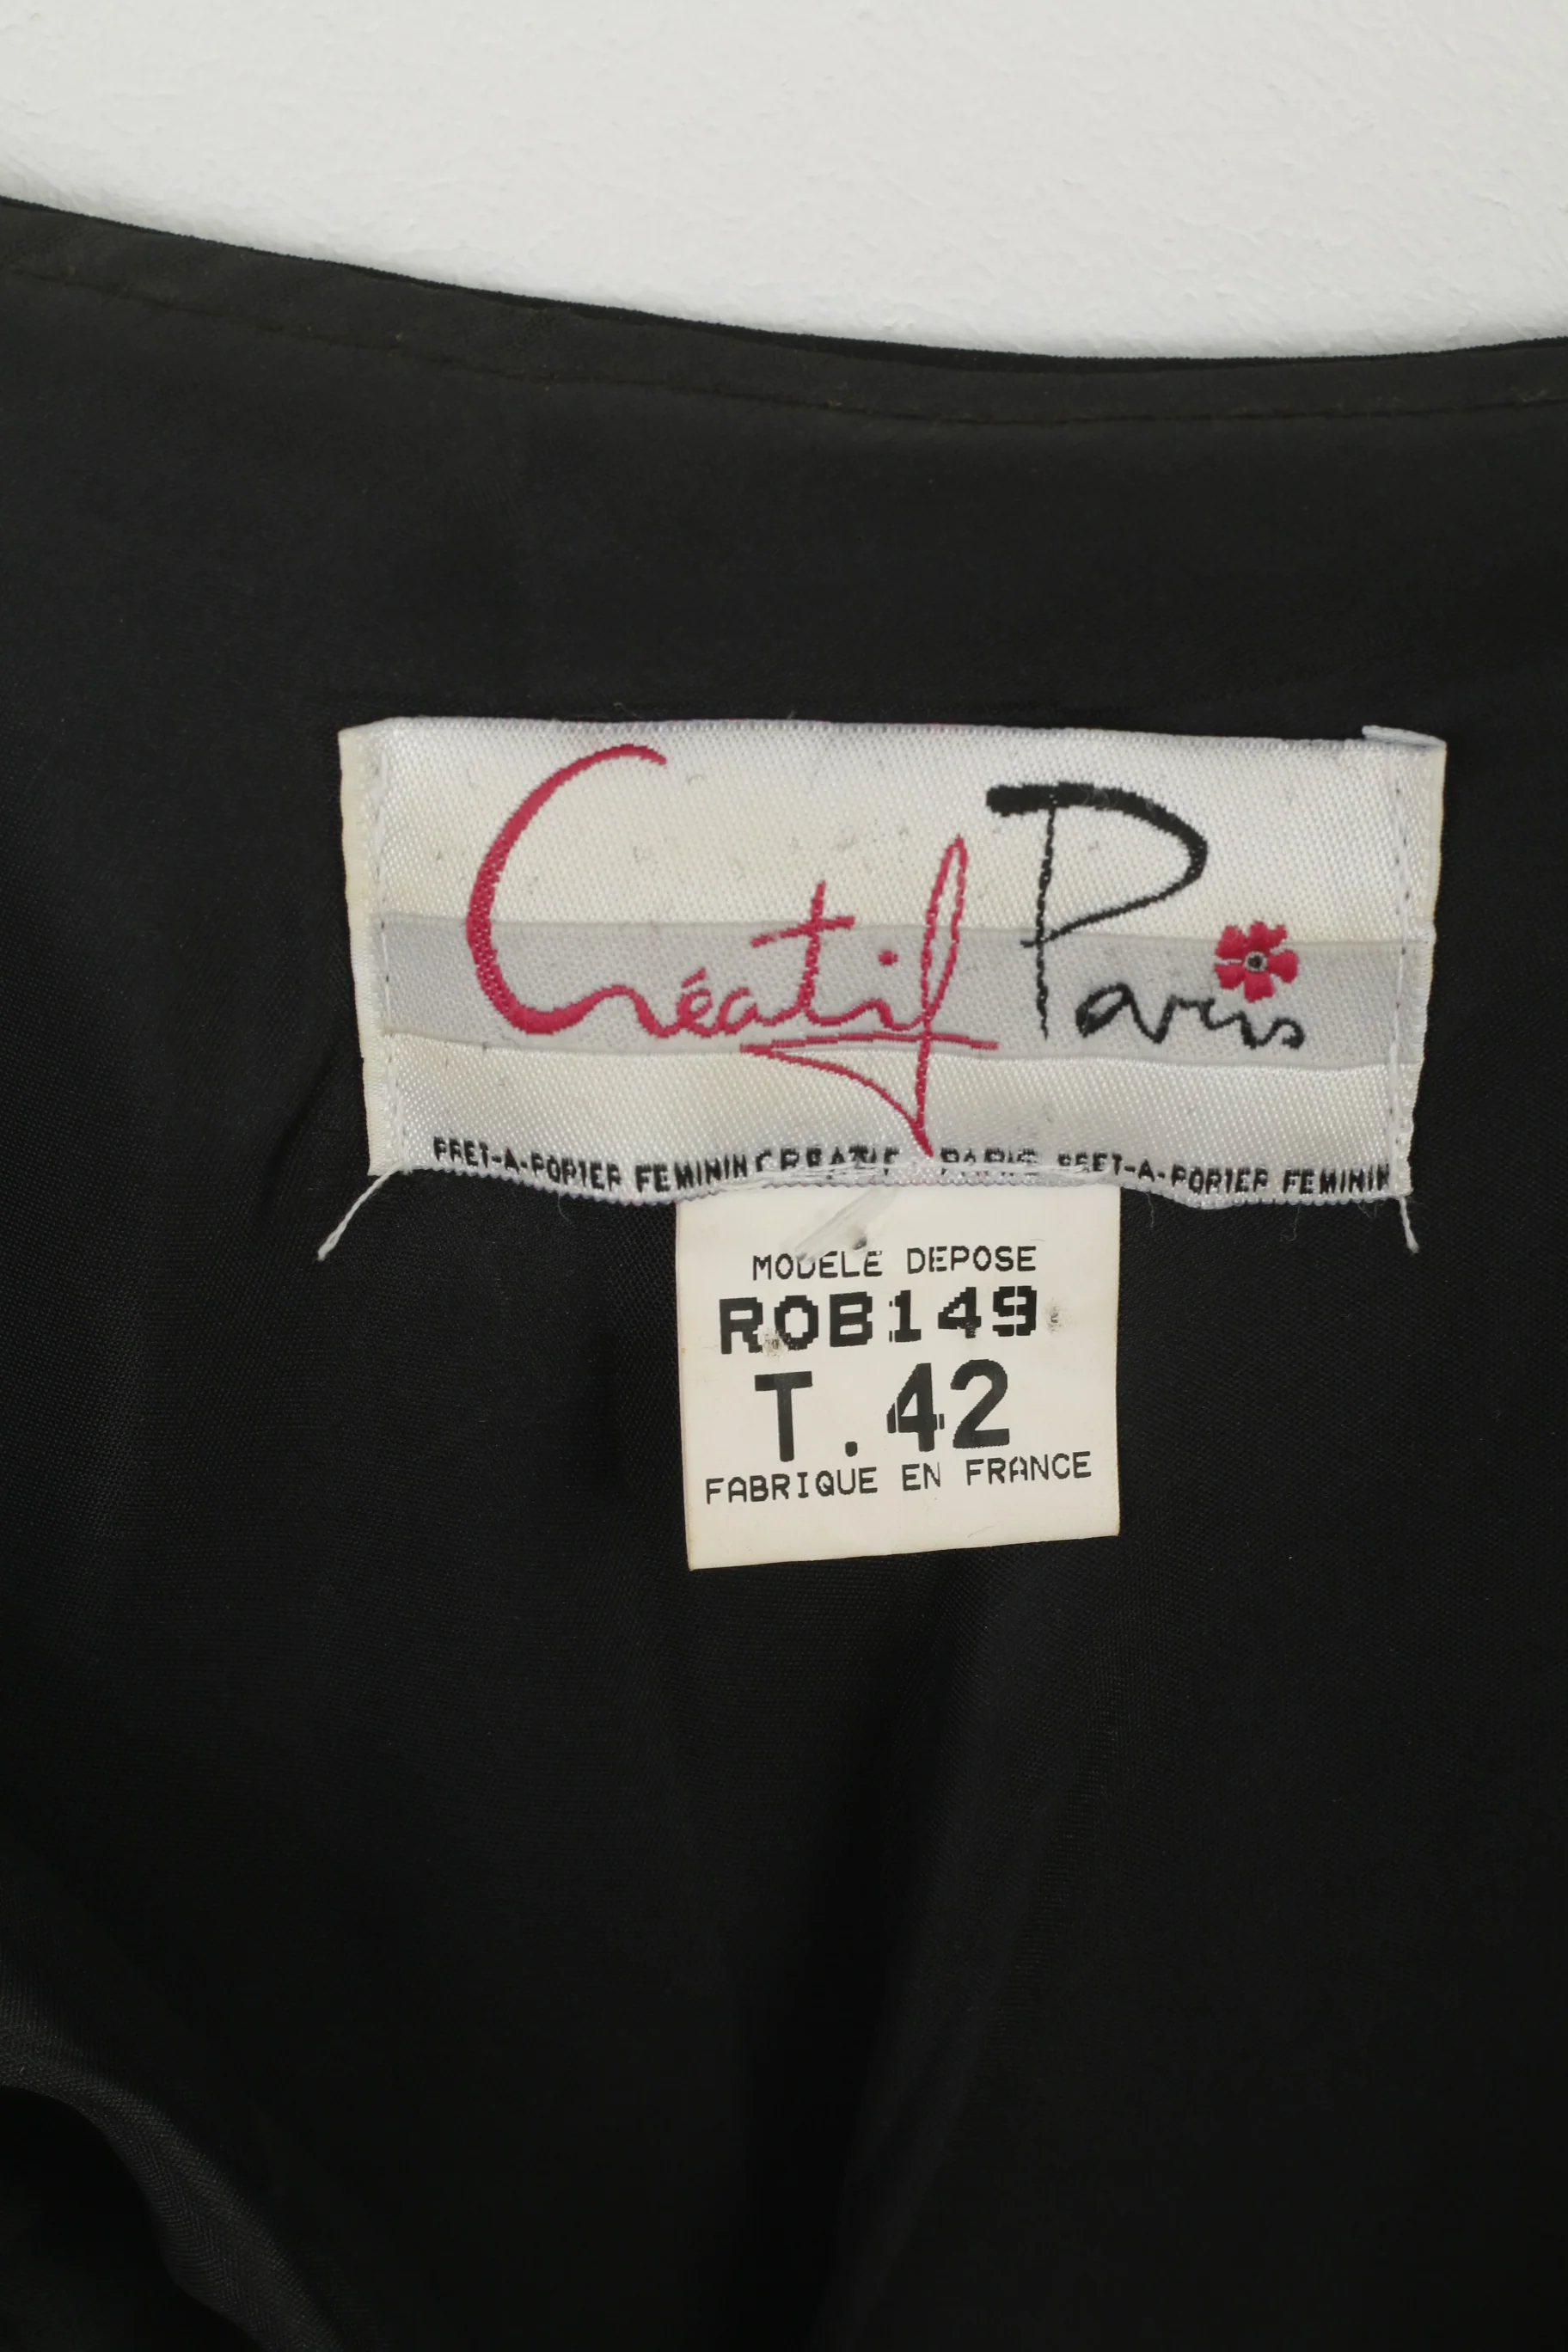 Créatif Paris
PRET-A-PORTER FEMININ CREATIF PARIS PRET-A-PORTER FEMININ
MODELE DEPOSE
ROB149
T.42
FABRIQUE EN FRANCE